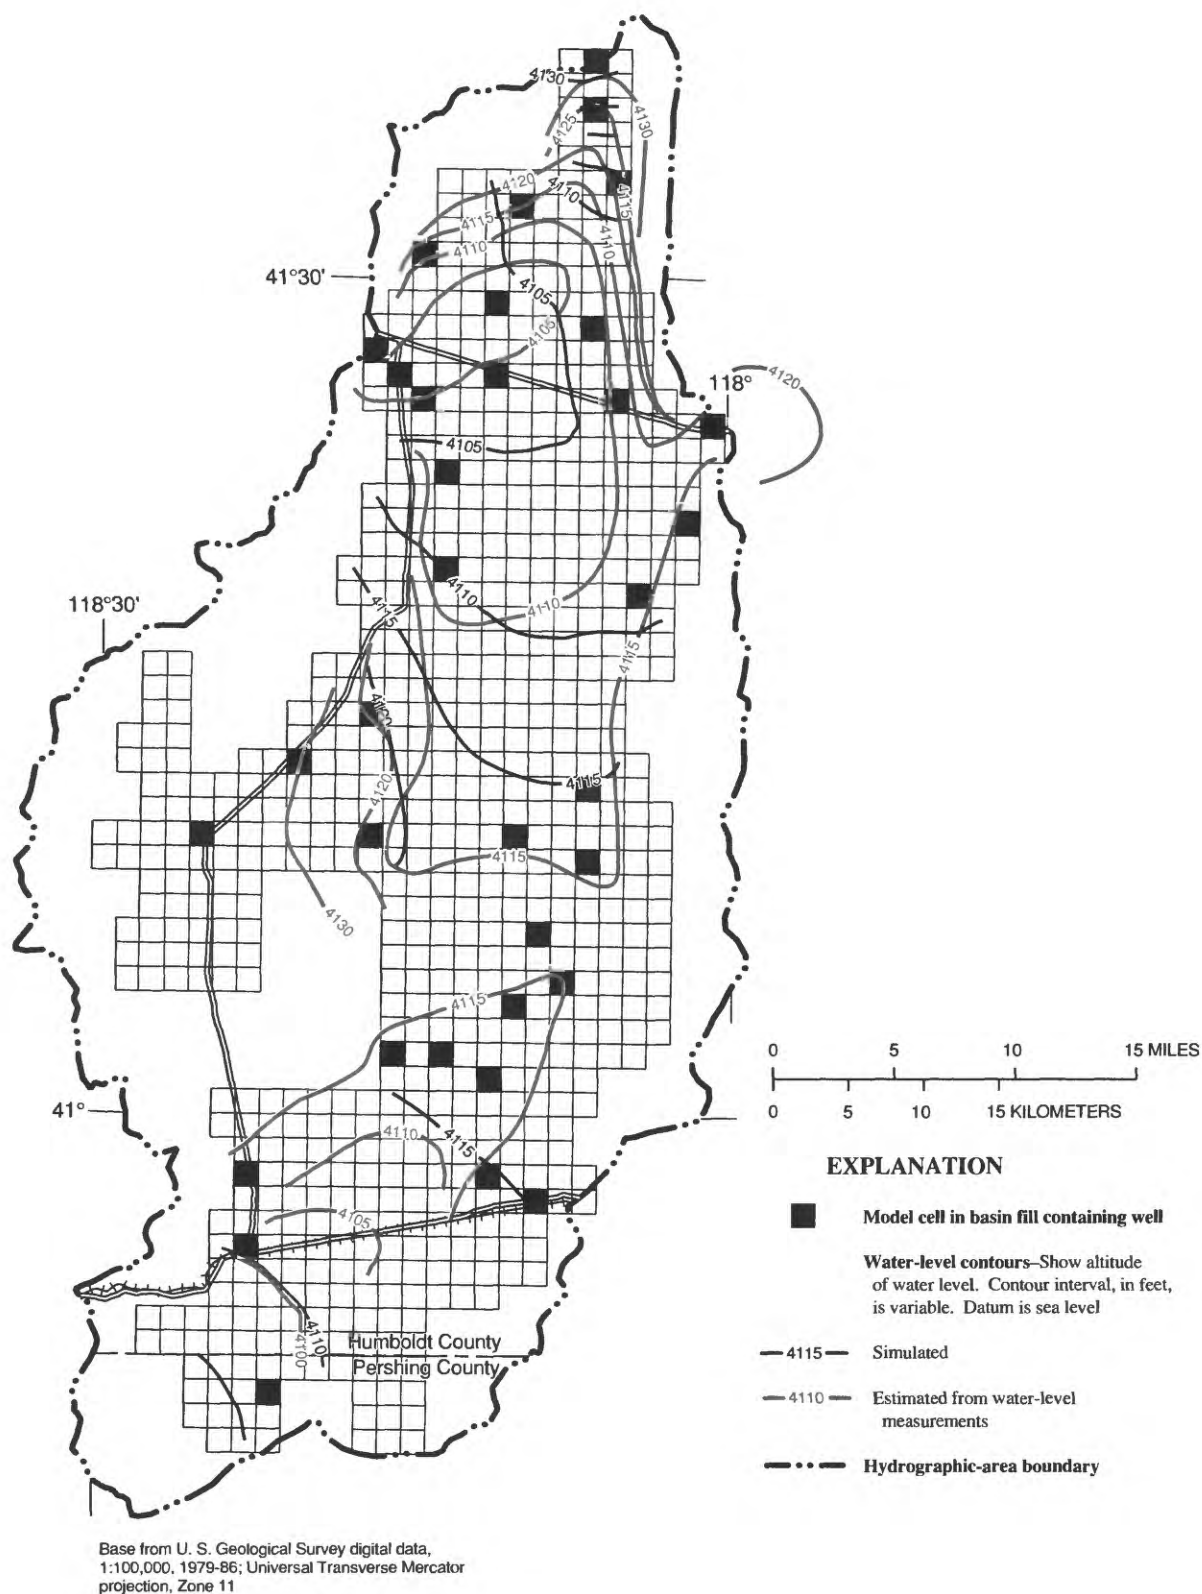 4130
4125
4130
4120
4110
4115
4115
4110
4110
41°30'
4105
4105
118°
4120
4105
118°30'
4110
4110
4115
4115
4120
4115
4120
4115
4130
4115
0 5 10 15 MILES
0 5 10 15 KILOMETERS
41°
4110
4115
EXPLANATION
Model cell in basin fill containing well
4105
Water-level contours–Show altitude
of water level. Contour interval, in feet,
is variable. Datum is sea level
4110
4100
Humboldt County
Pershing County
4115 Simulated
4110 Estimated from water-level
measurements
Hydrographic-area boundary
Base from U. S. Geological Survey digital data,
1:100,000, 1979-86; Universal Transverse Mercator
projection, Zone 11